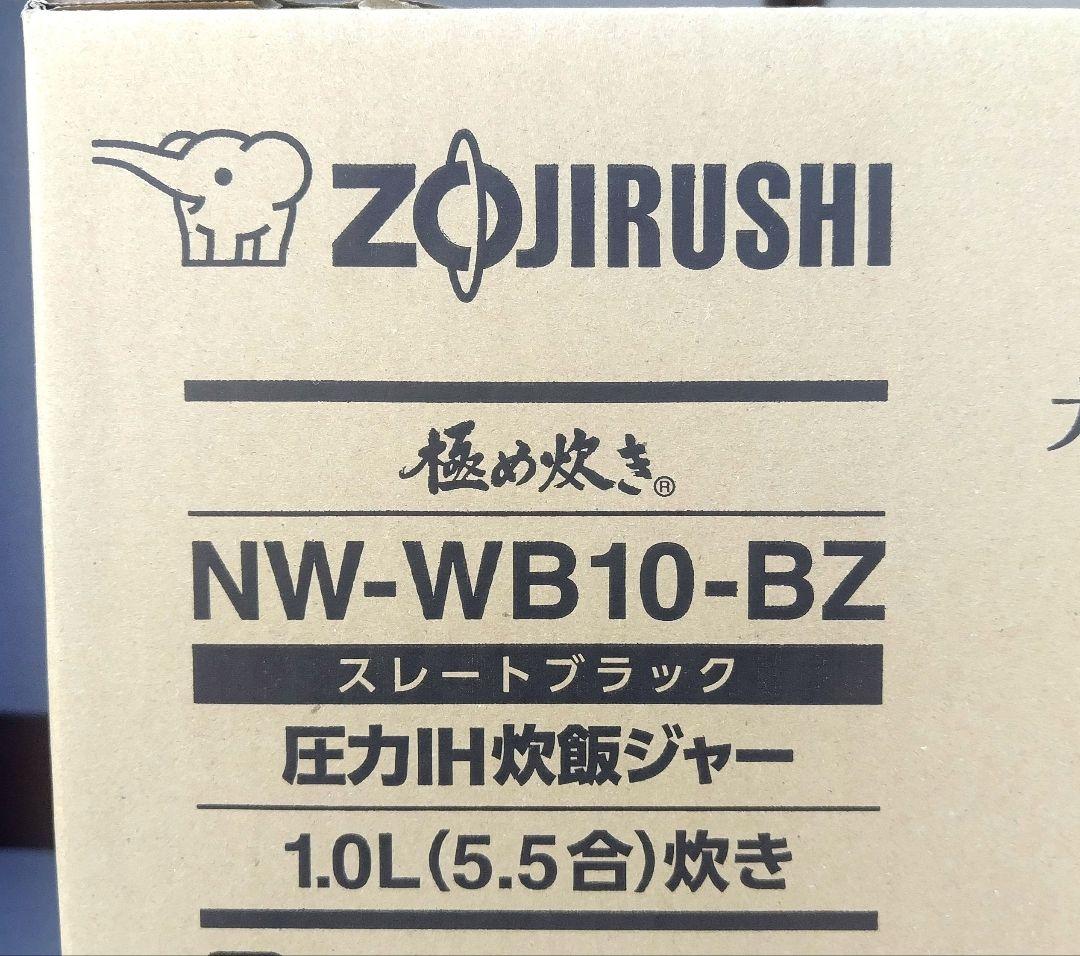 ZOJIRUSHI
極め炊き®
NW-WB10-BZ
スレートブラック
圧力IH炊飯ジャー
1.0L(5.5合)炊き